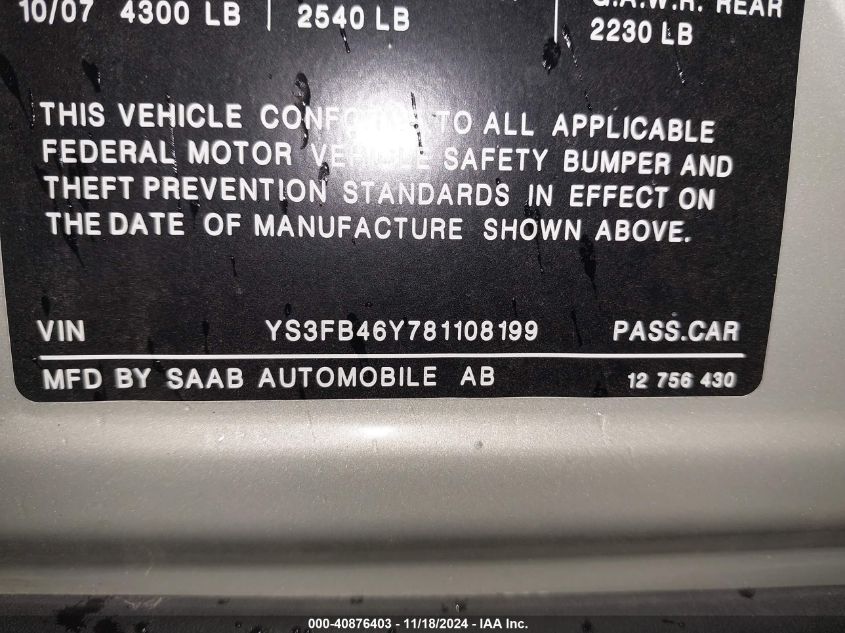 10/07 4300 LB 2540 LB G.A.W.R. REAR
2230 LB
THIS VEHICLE CONFORMS TO ALL APPLICABLE
FEDERAL MOTOR VEHICLE SAFETY BUMPER AND
THEFT PREVENTION STANDARDS IN EFFECT ON
THE DATE OF MANUFACTURE SHOWN ABOVE.
VIN YS3FB46Y781108199 PASS.CAR
MFD BY SAAB AUTOMOBILE AB 12 756 430
000-40876403 - 11/18/2024 - IAA Inc.